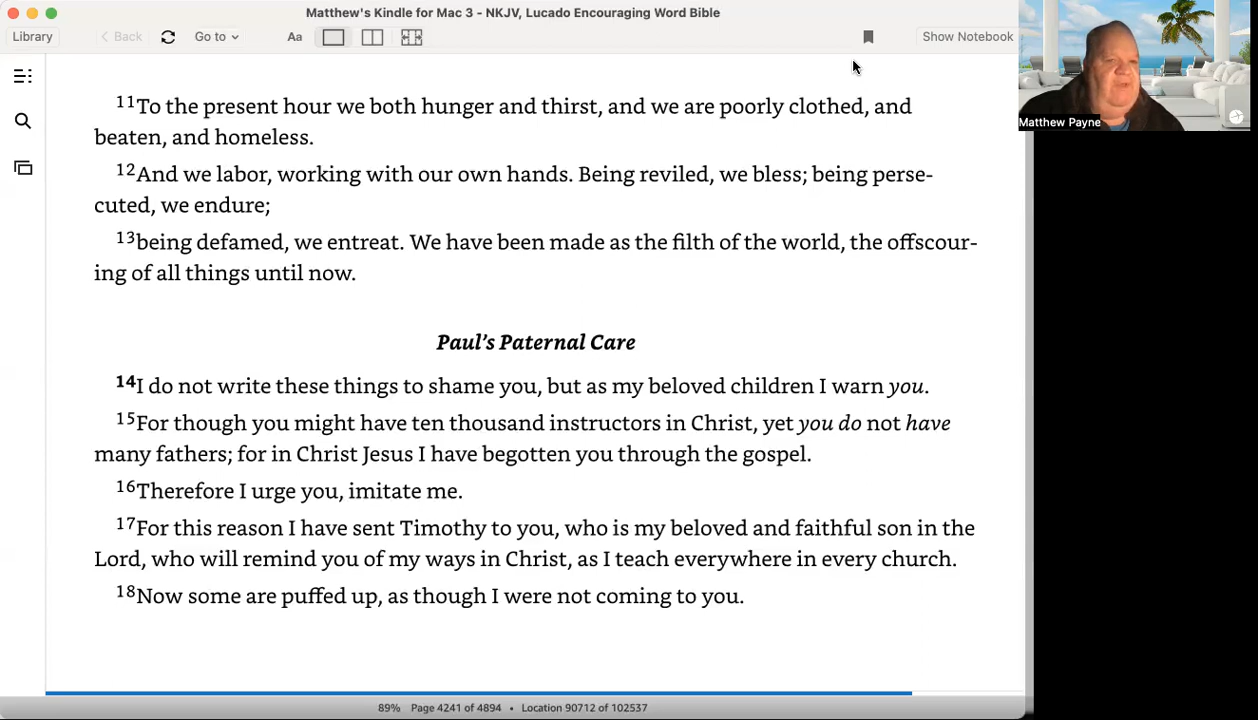 Matthew's Kindle for Mac 3 - NKJV, Lucado Encouraging Word Bible
Library
Back
Go to
Aa
Show Notebook
Matthew Payne
11To the present hour we both hunger and thirst, and we are poorly clothed, and
beaten, and homeless.
12And we labor, working with our own hands. Being reviled, we bless; being perse-
cuted, we endure;
13being defamed, we entreat. We have been made as the filth of the world, the offscour-
ing of all things until now.
Paul’s Paternal Care
14I do not write these things to shame you, but as my beloved children I warn you.
15For though you might have ten thousand instructors in Christ, yet you do not have
many fathers; for in Christ Jesus I have begotten you through the gospel.
16Therefore I urge you, imitate me.
17For this reason I have sent Timothy to you, who is my beloved and faithful son in the
Lord, who will remind you of my ways in Christ, as I teach everywhere in every church.
18Now some are puffed up, as though I were not coming to you.
89% Page 4241 of 4894 • Location 90712 of 102537